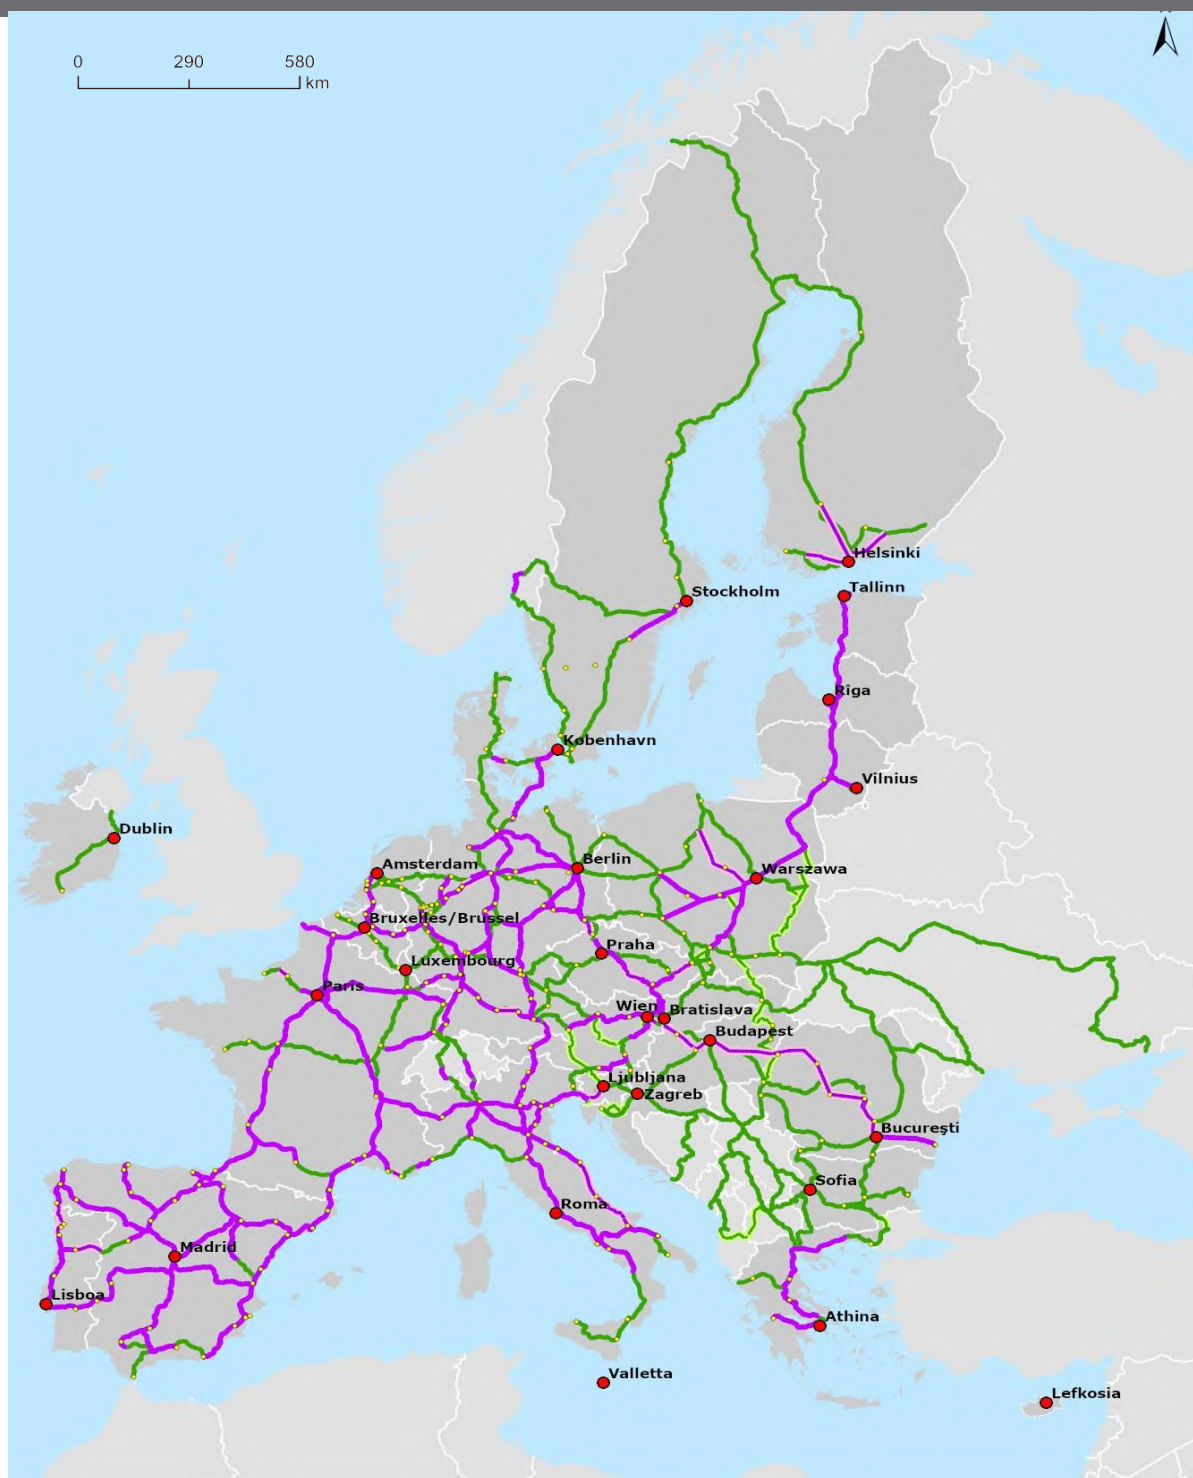 0 290 580
km
Helsinki
Tallinn
Stockholm
Rīga
København
Vilnius
Dublin
Amsterdam
Berlin
Warszawa
Bruxelles/Brussel
Praha
Luxembourg
Paris
Wien
Bratislava
Budapest
Ljubljana
Zagreb
București
Sofia
Roma
Madrid
Lisboa
Athina
Valletta
Lefkosia